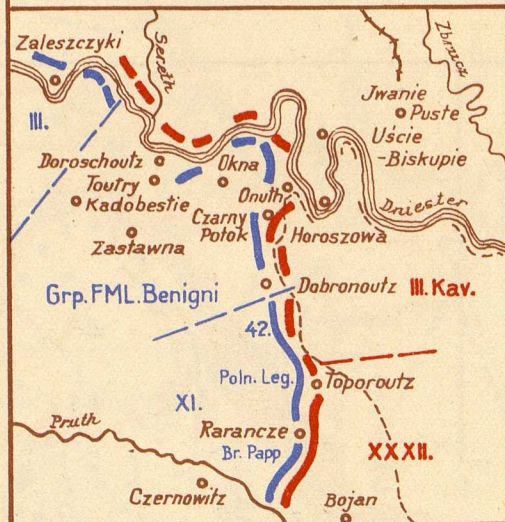 Zaleszczyki
Sereth
Zbrucz
III.
Jwanie
Puste
Uście
-Biskupie
Doroschoutz
Okna
Toutry
Kadobestie
Onuth
Dniester
Czarny
Potok
Horoszowa
Zastawna
Grp. FML. Benigni
Dobronoutz
III. Kav.
42.
Poln. Leg.
Toporoutz
XI.
Pruth
Rarancze
Br. Papp
XXXII.
Czernowitz
Bojan